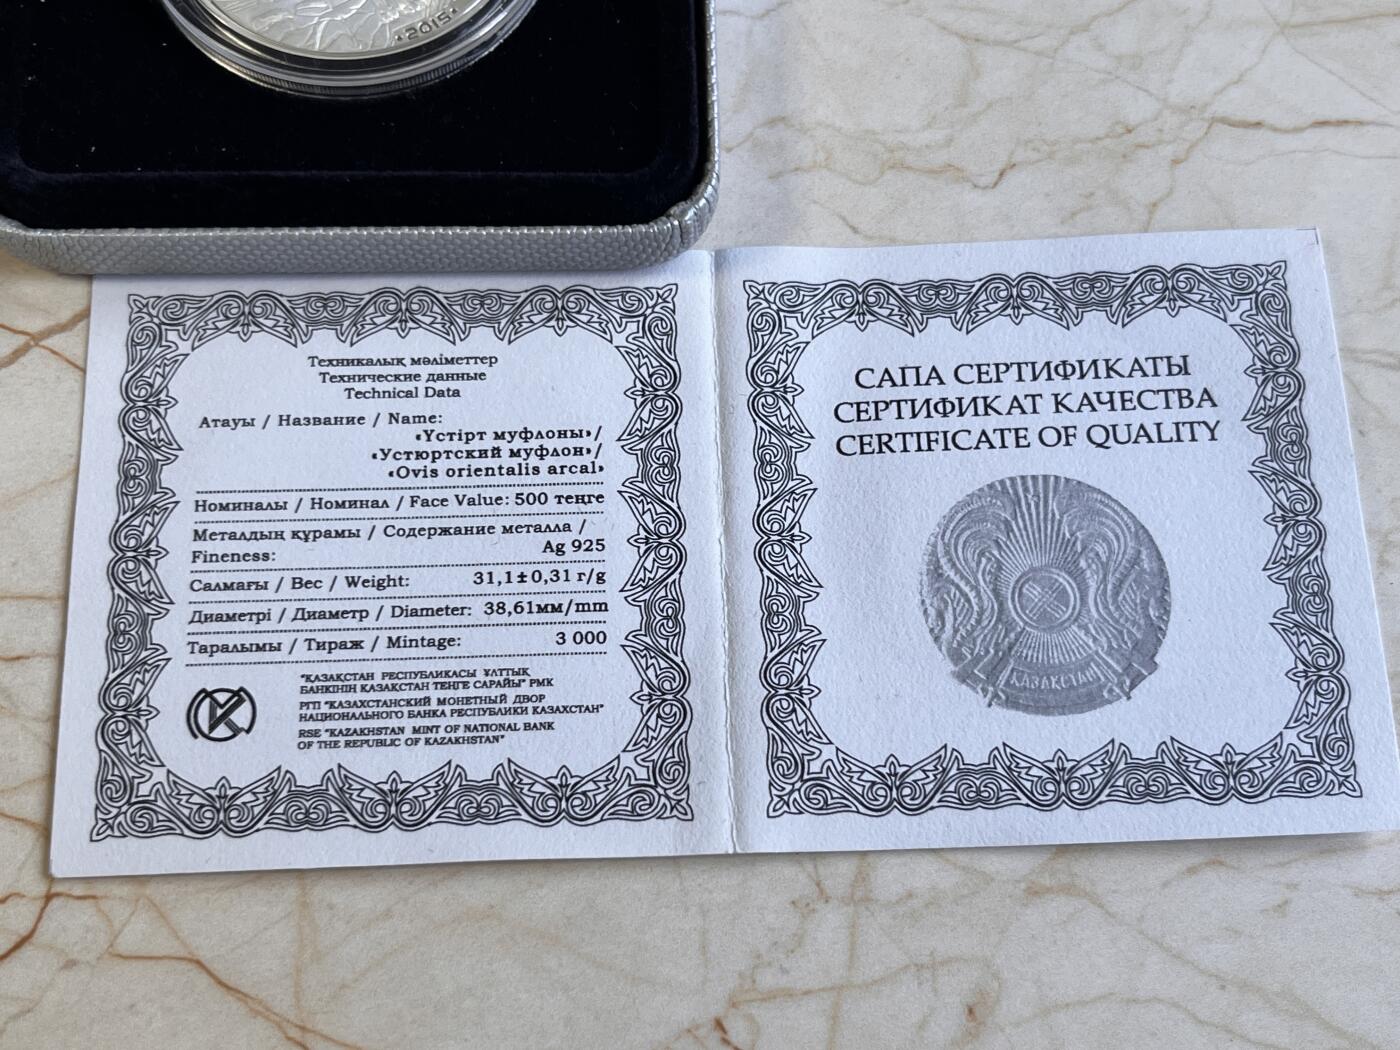 •2015•
Техникалық мәліметтер
Технические данные
Technical Data
Атауы / Название / Name:
«Үстірт муфлоны»/
«Устюртский муфлон»/
«Ovis orientalis arcal»
Номиналы / Номинал / Face Value: 500 теңге
Металдың құрамы / Содержание металла /
Fineness: Ag 925
Салмағы / Вес / Weight: 31,1±0,31 г/g
Диаметрі / Диаметр / Diameter: 38,61мм/mm
Таралымы / Тираж / Mintage: 3 000
"ҚАЗАҚСТАН РЕСПУБЛИКАСЫ ҰЛТТЫҚ
БАНКІНІҢ ҚАЗАҚСТАН ТЕҢГЕ САРАЙЫ" РМК
РГП "КАЗАХСТАНСКИЙ МОНЕТНЫЙ ДВОР
НАЦИОНАЛЬНОГО БАНКА РЕСПУБЛИКИ КАЗАХСТАН"
RSE "KAZAKHSTAN MINT OF NATIONAL BANK
OF THE REPUBLIC OF KAZAKHSTAN"
САПА СЕРТИФИКАТЫ
СЕРТИФИКАТ КАЧЕСТВА
CERTIFICATE OF QUALITY
ҚАЗАҚСТАН